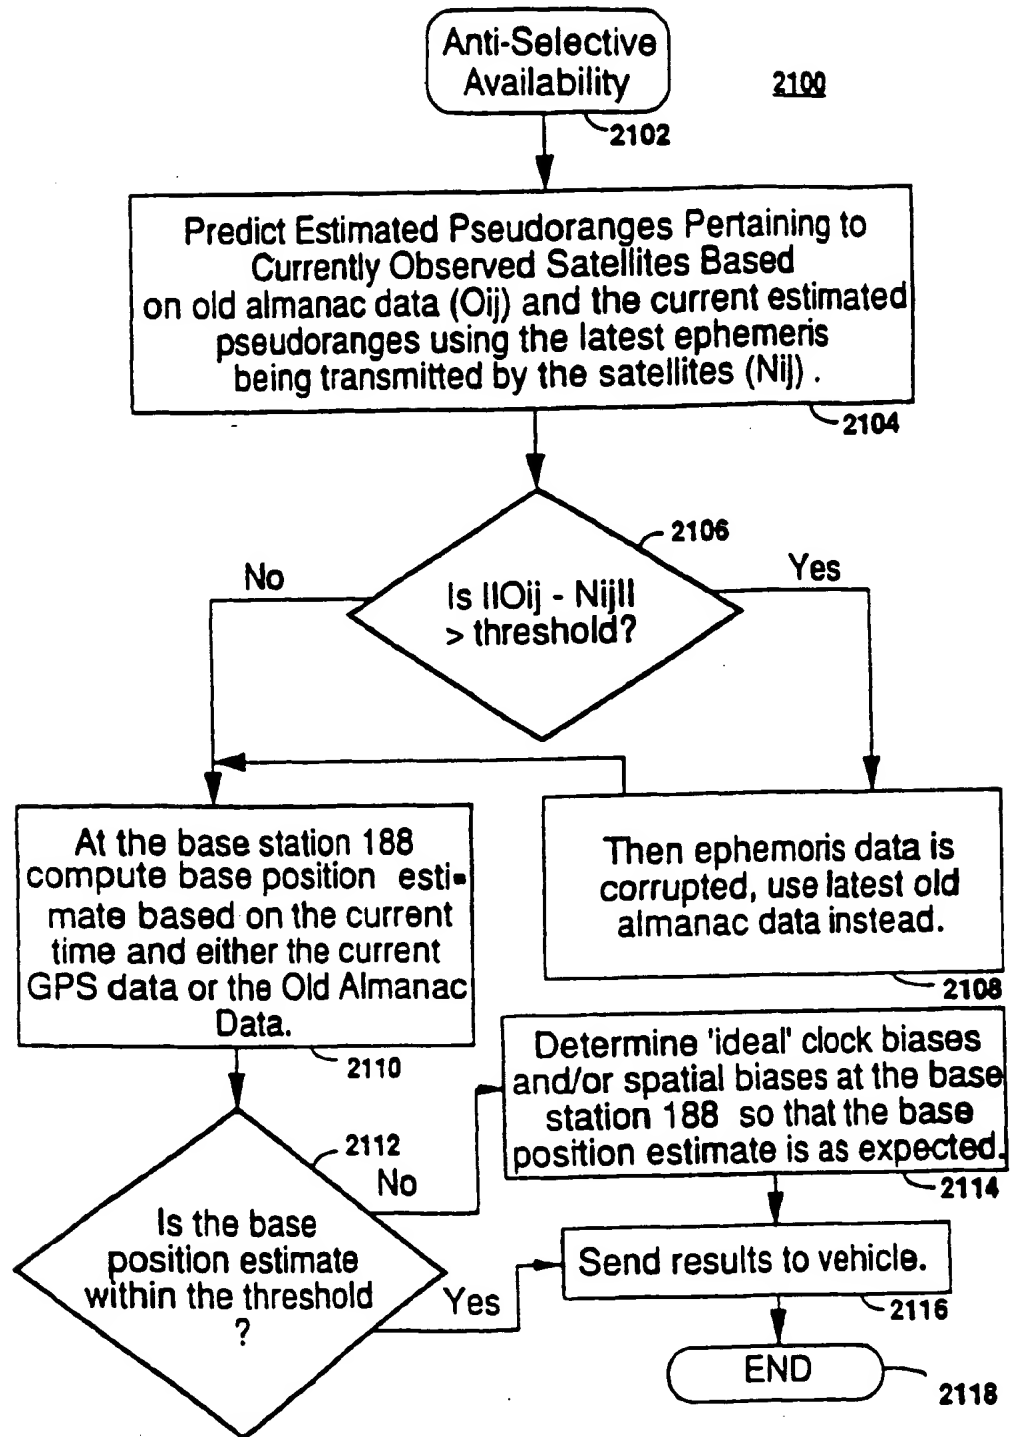 Anti-Selective
Availability
2100
2102
Predict Estimated Pseudoranges Pertaining to
Currently Observed Satellites Based
on old almanac data (Oij) and the current estimated
pseudoranges using the latest ephemeris
being transmitted by the satellites (Nij) .
2104
2106
No
Yes
Is IIOij - NijII
> threshold?
At the base station 188
compute base position esti-
mate based on the current
time and either the current
GPS data or the Old Almanac
Data.
2110
Then ephemoris data is
corrupted, use latest old
almanac data instead.
2108
Determine 'ideal' clock biases
and/or spatial biases at the base
station 188 so that the base
position estimate is as expected.
2114
2112
No
Is the base
position estimate
within the threshold
?
Yes
Send results to vehicle.
2116
END
2118